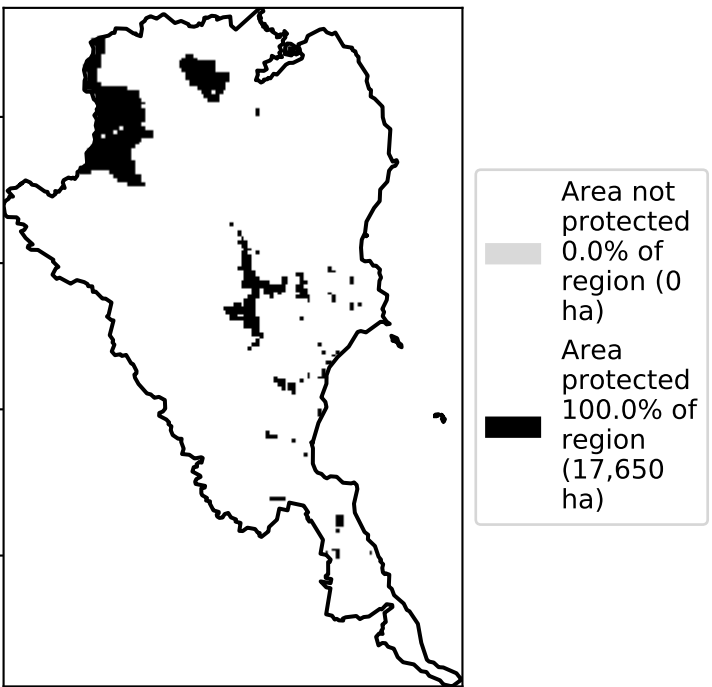 Area not
protected
0.0% of
region (0
ha)
Area
protected
100.0% of
region
(17,650
ha)